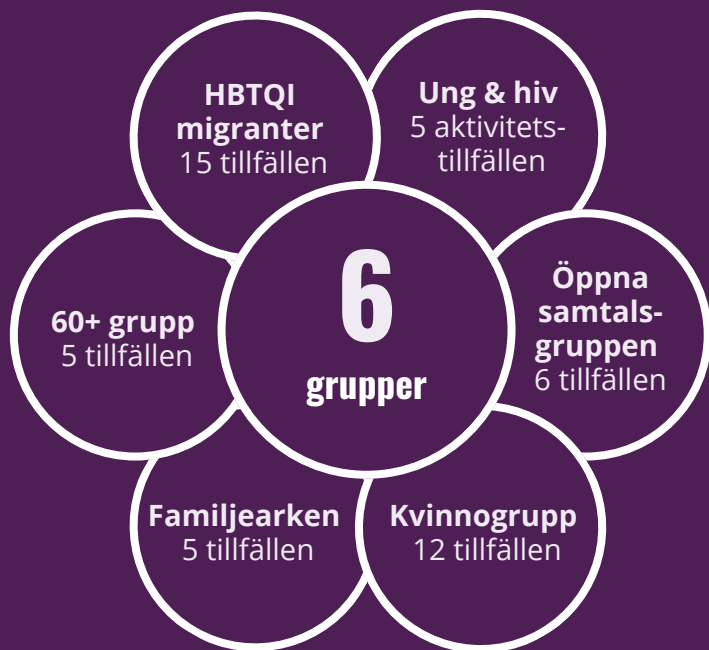 HBTQI
migranter
15 tillfällen
Ung & hiv
5 aktivitets-
tillfällen
60+ grupp
5 tillfällen
6
grupper
Öppna
samtals-
gruppen
6 tillfällen
Familjearken
5 tillfällen
Kvinnogrupp
12 tillfällen